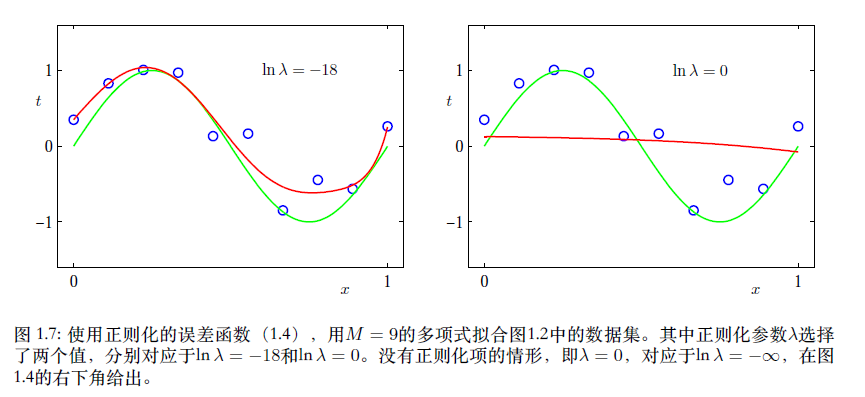 1
t
0
−1
ln λ = −18
0
x
1
1
t
0
−1
ln λ = 0
0
x
1
图 1.7: 使用正则化的误差函数（1.4），用M = 9的多项式拟合图1.2中的数据集。其中正则化参数λ选择
了两个值，分别对应于ln λ = −18和ln λ = 0。没有正则化项的情形，即λ = 0，对应于ln λ = −∞，在图
1.4的右下角给出。